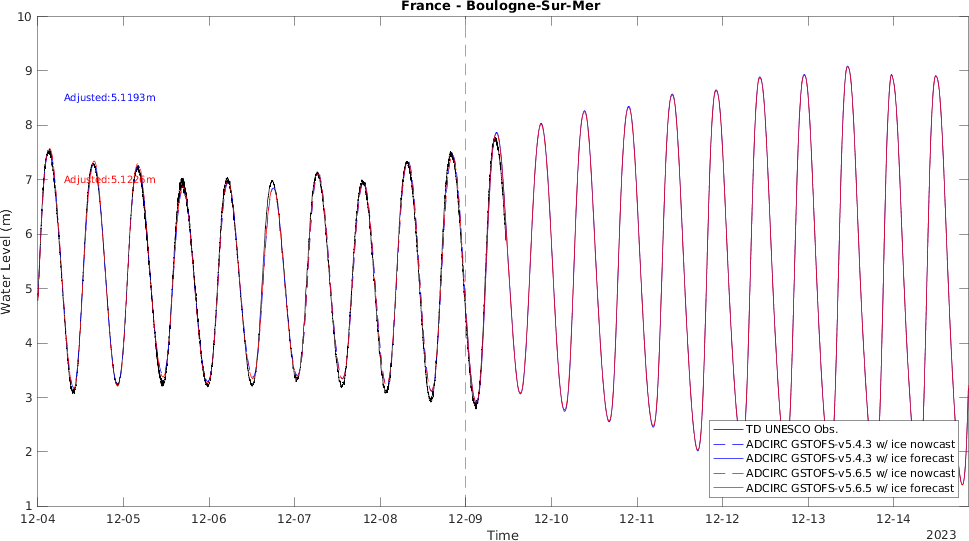 France - Boulogne-Sur-Mer
10
9
8
7
6
5
4
3
2
1
Water Level (m)
Adjusted:5.1193m
Adjusted:5.1226m
TD UNESCO Obs.
ADCIRC GSTOFS-v5.4.3 w/ ice nowcast
ADCIRC GSTOFS-v5.4.3 w/ ice forecast
ADCIRC GSTOFS-v5.6.5 w/ ice nowcast
ADCIRC GSTOFS-v5.6.5 w/ ice forecast
12-04 12-05 12-06 12-07 12-08 12-09 12-10 12-11 12-12 12-13 12-14
Time
2023